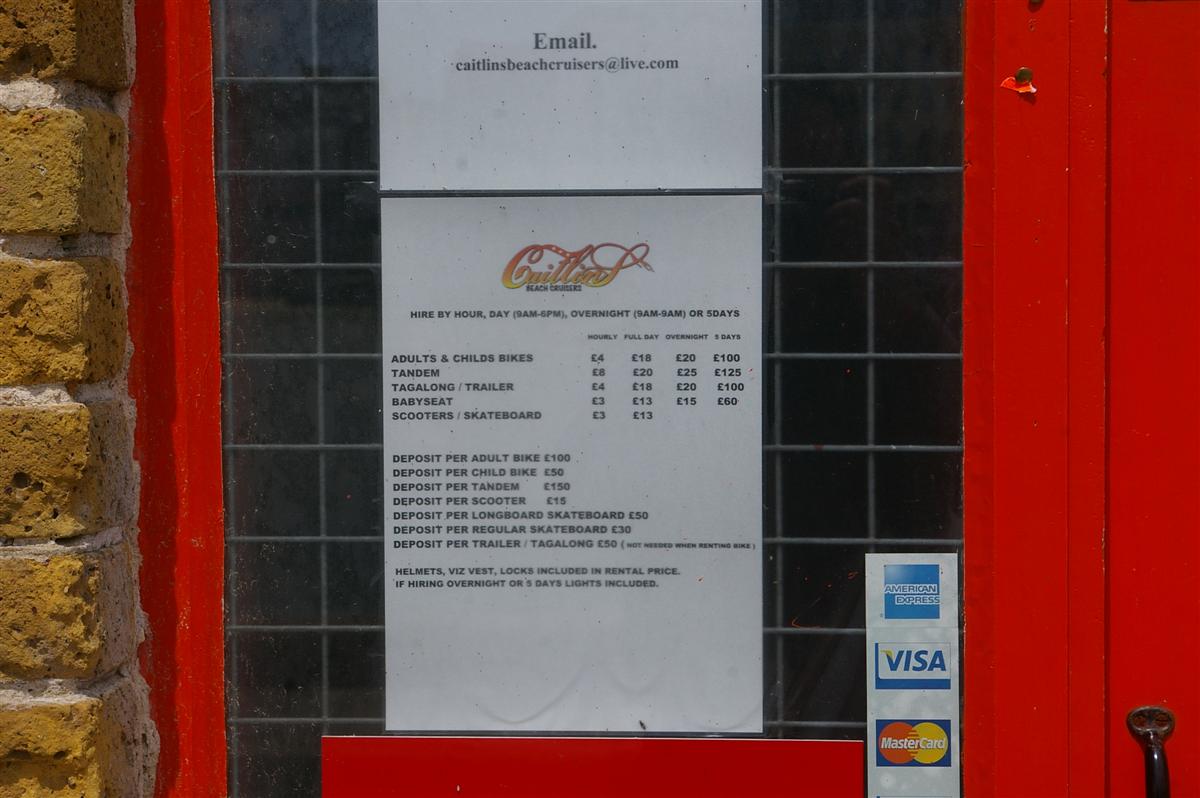 Email.
caitlinsbeachcruisers@live.com
Caitlins
BEACH CRUISERS
HIRE BY HOUR, DAY (9AM-6PM), OVERNIGHT (9AM-9AM) OR 5DAYS
HOURLY FULL DAY OVERNIGHT 5 DAYS
ADULTS & CHILDS BIKES £4 £18 £20 £100
TANDEM £8 £20 £25 £125
TAGALONG / TRAILER £4 £18 £20 £100
BABYSEAT £3 £13 £15 £60
SCOOTERS / SKATEBOARD £3 £13
DEPOSIT PER ADULT BIKE £100
DEPOSIT PER CHILD BIKE £50
DEPOSIT PER TANDEM £150
DEPOSIT PER SCOOTER £15
DEPOSIT PER LONGBOARD SKATEBOARD £50
DEPOSIT PER REGULAR SKATEBOARD £30
DEPOSIT PER TRAILER / TAGALONG £50 ( NOT NEEDED WHEN RENTING BIKE )
HELMETS, VIZ VEST, LOCKS INCLUDED IN RENTAL PRICE.
IF HIRING OVERNIGHT OR 5 DAYS LIGHTS INCLUDED.
AMERICAN
EXPRESS
VISA
MasterCard